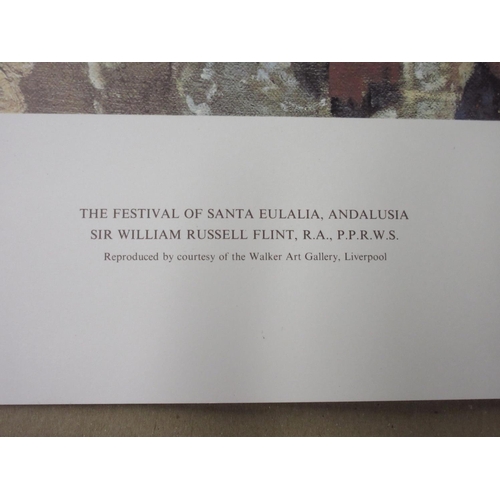 THE FESTIVAL OF SANTA EULALIA, ANDALUSIA
SIR WILLIAM RUSSELL FLINT, R.A., P.P.R.W.S.
Reproduced by courtesy of the Walker Art Gallery, Liverpool